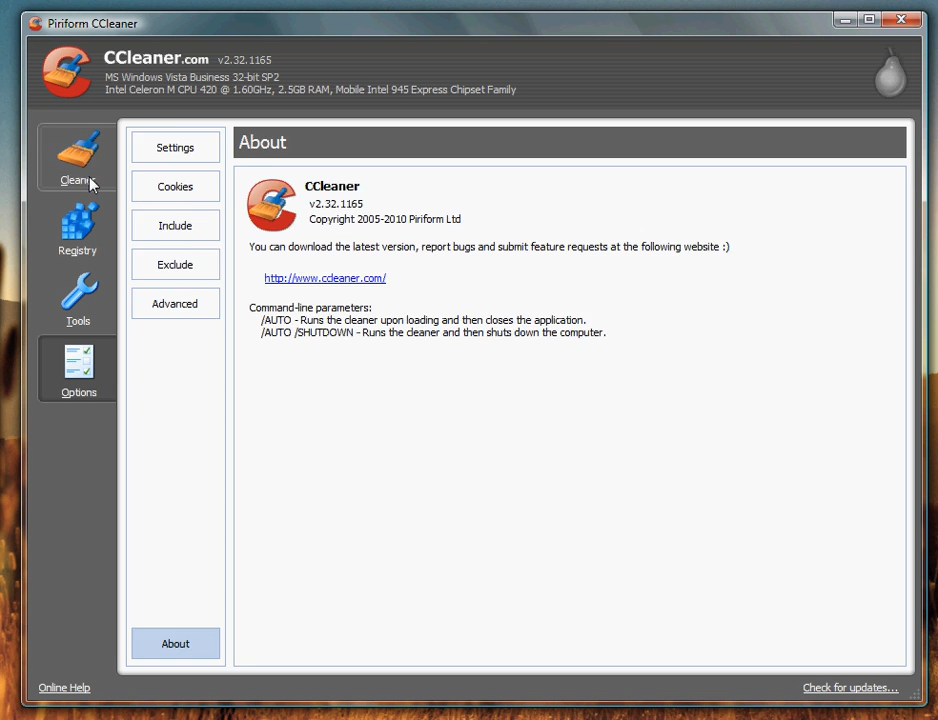 Piriform CCleaner
CCleaner.com v2.32.1165
MS Windows Vista Business 32-bit SP2
Intel Celeron M CPU 420 @ 1.60GHz, 2.5GB RAM, Mobile Intel 945 Express Chipset Family
Cleaner
Registry
Tools
Options
Settings
Cookies
Include
Exclude
Advanced
About
About
CCleaner
v2.32.1165
Copyright 2005-2010 Piriform Ltd
You can download the latest version, report bugs and submit feature requests at the following website :)
http://www.ccleaner.com/
Command-line parameters:
/AUTO - Runs the cleaner upon loading and then closes the application.
/AUTO /SHUTDOWN - Runs the cleaner and then shuts down the computer.
Online Help
Check for updates...